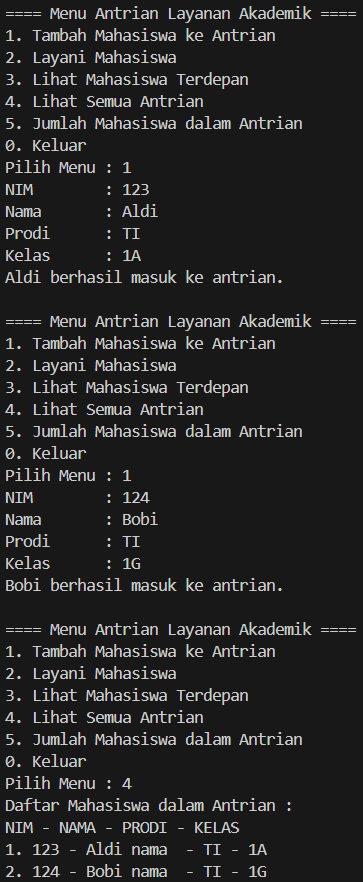 ==== Menu Antrian Layanan Akademik ====
1. Tambah Mahasiswa ke Antrian
2. Layani Mahasiswa
3. Lihat Mahasiswa Terdepan
4. Lihat Semua Antrian
5. Jumlah Mahasiswa dalam Antrian
0. Keluar
Pilih Menu : 1
NIM        : 123
Nama       : Aldi
Prodi      : TI
Kelas      : 1A
Aldi berhasil masuk ke antrian.

==== Menu Antrian Layanan Akademik ====
1. Tambah Mahasiswa ke Antrian
2. Layani Mahasiswa
3. Lihat Mahasiswa Terdepan
4. Lihat Semua Antrian
5. Jumlah Mahasiswa dalam Antrian
0. Keluar
Pilih Menu : 1
NIM        : 124
Nama       : Bobi
Prodi      : TI
Kelas      : 1G
Bobi berhasil masuk ke antrian.

==== Menu Antrian Layanan Akademik ====
1. Tambah Mahasiswa ke Antrian
2. Layani Mahasiswa
3. Lihat Mahasiswa Terdepan
4. Lihat Semua Antrian
5. Jumlah Mahasiswa dalam Antrian
0. Keluar
Pilih Menu : 4
Daftar Mahasiswa dalam Antrian :
NIM - NAMA - PRODI - KELAS
1. 123 - Aldi nama  - TI - 1A
2. 124 - Bobi nama  - TI - 1G